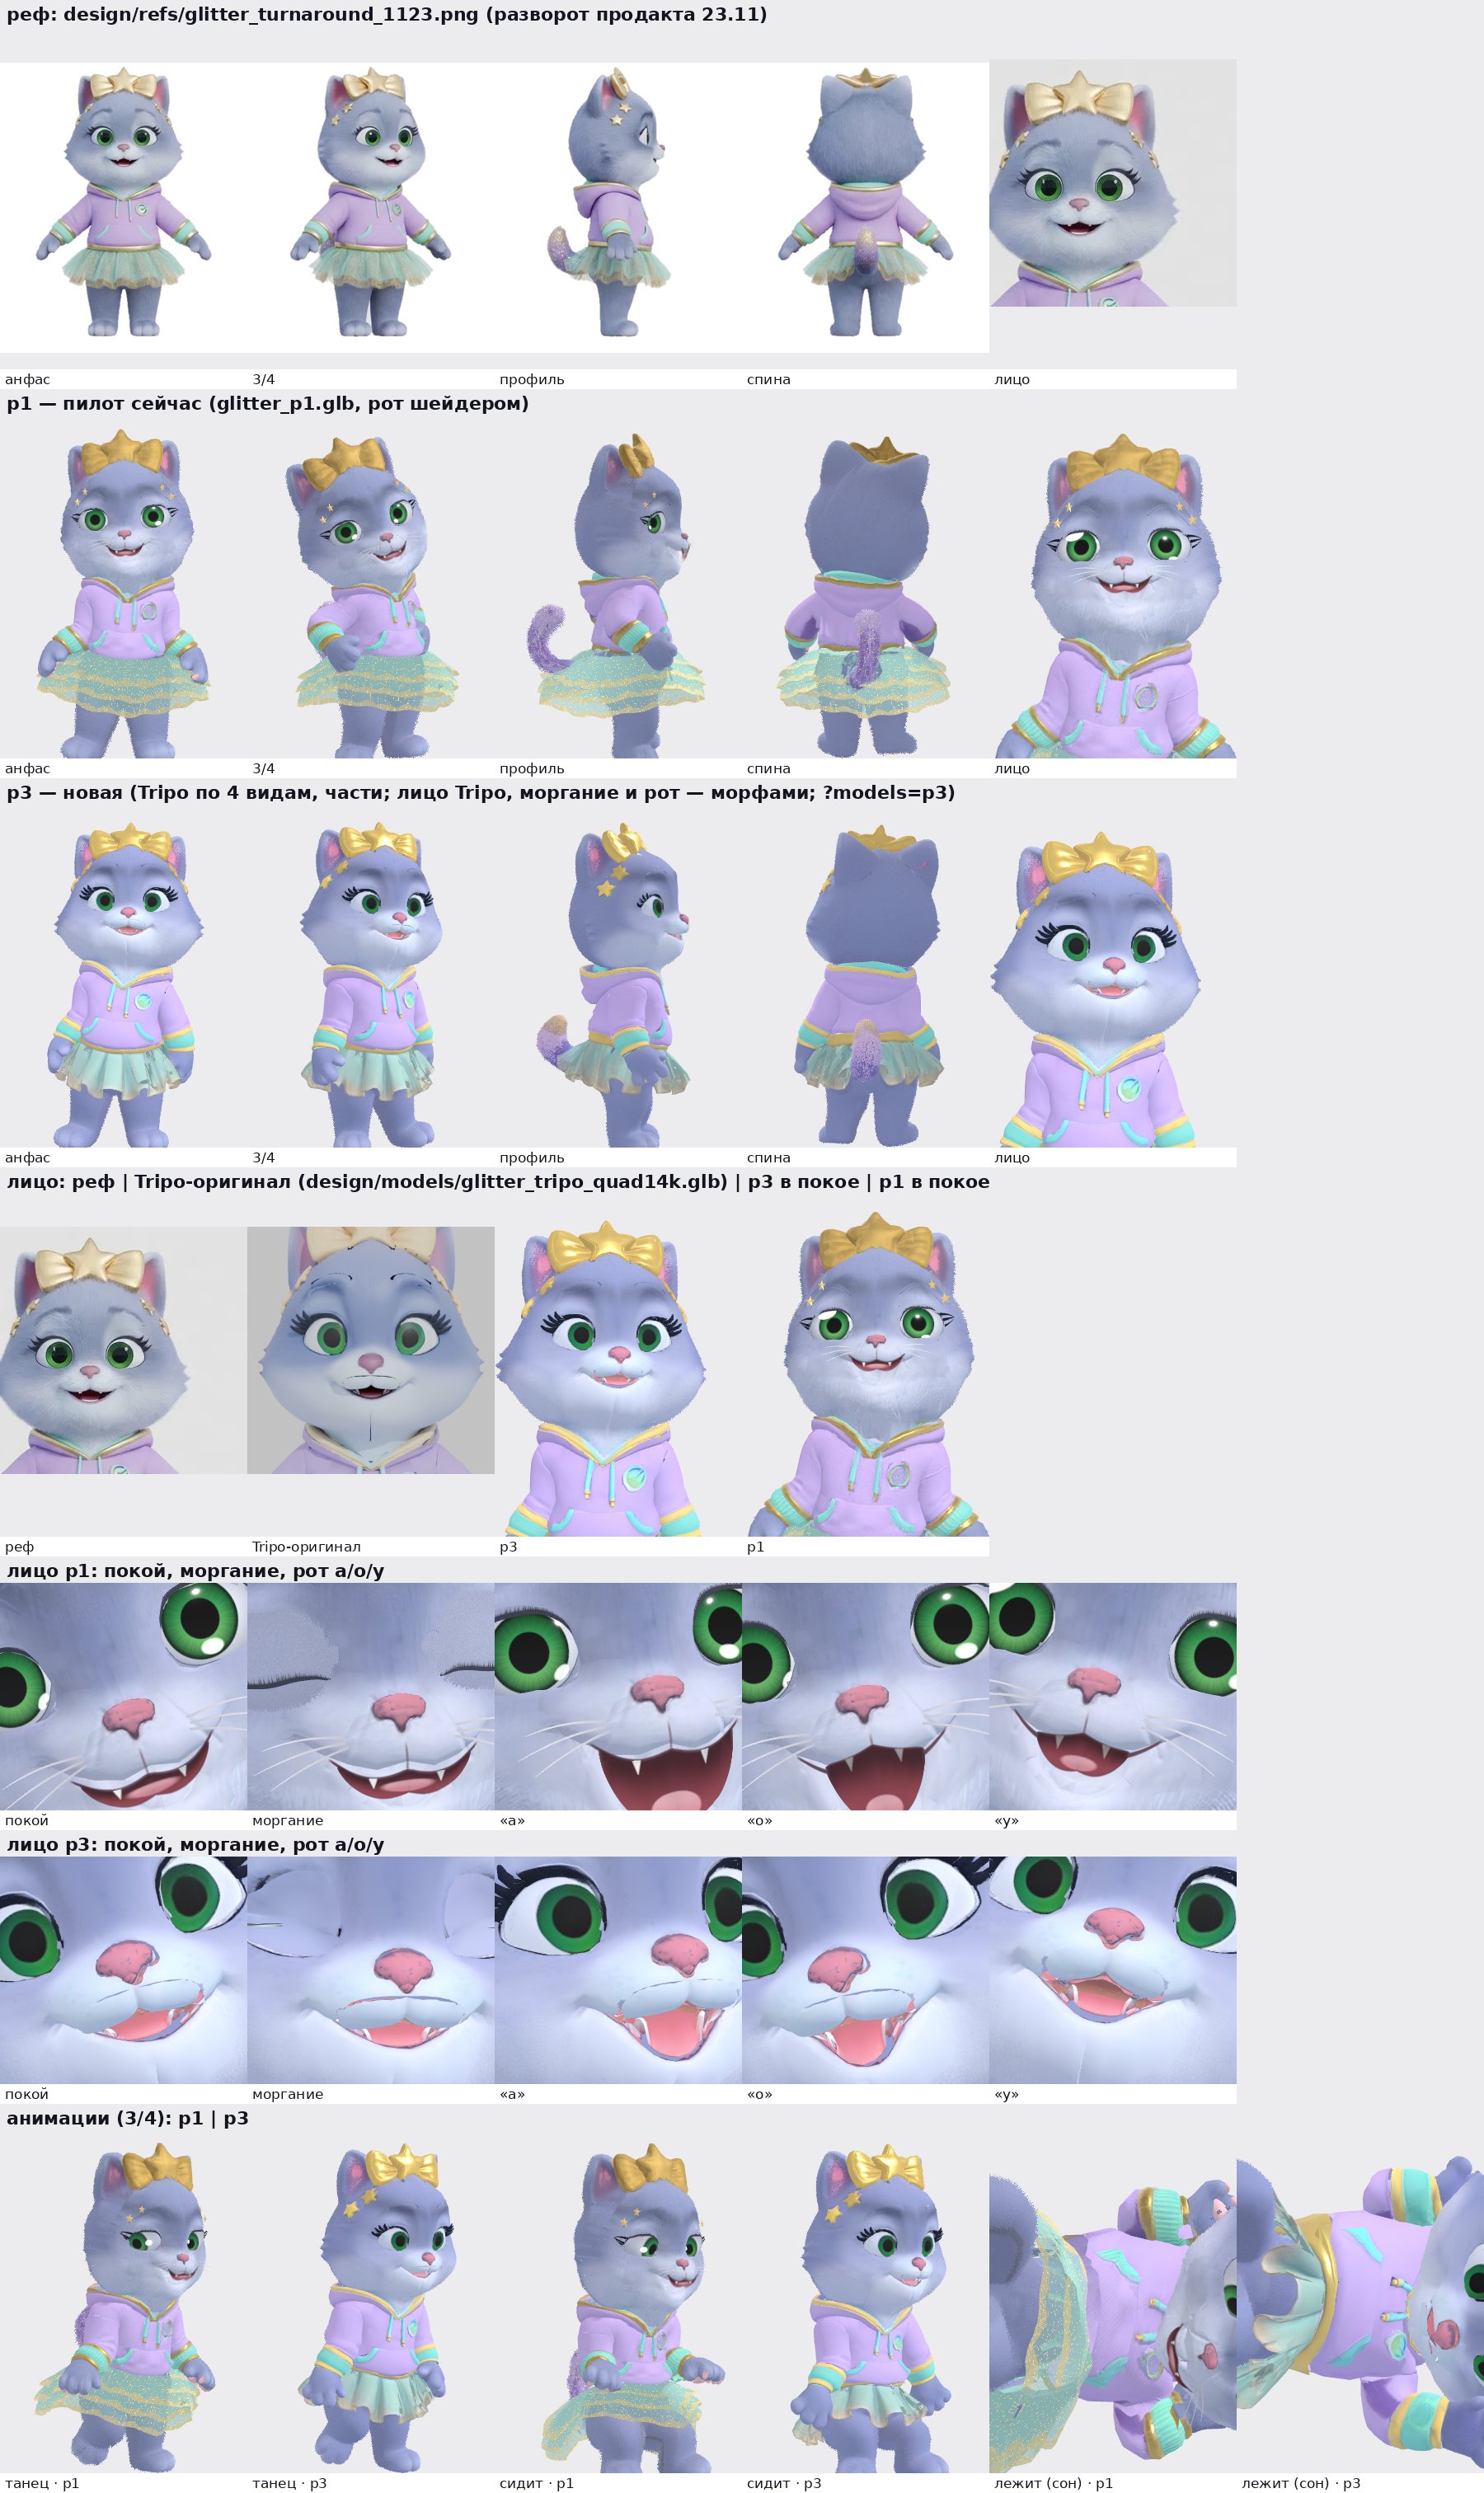 реф: design/refs/glitter_turnaround_1123.png (разворот продакта 23.11)
анфас 3/4 профиль спина лицо
p1 — пилот сейчас (glitter_p1.glb, рот шейдером)
анфас 3/4 профиль спина лицо
p3 — новая (Tripo по 4 видам, части; лицо Tripo, моргание и рот — морфами; ?models=p3)
анфас 3/4 профиль спина лицо
лицо: реф | Tripo-оригинал (design/models/glitter_tripo_quad14k.glb) | p3 в покое | p1 в покое
реф Tripo-оригинал p3 p1
лицо p1: покой, моргание, рот а/о/у
покой моргание «а» «о» «у»
лицо p3: покой, моргание, рот а/о/у
покой моргание «а» «о» «у»
анимации (3/4): p1 | p3
танец · p1 танец · p3 сидит · p1 сидит · p3 лежит (сон) · p1 лежит (сон) · p3